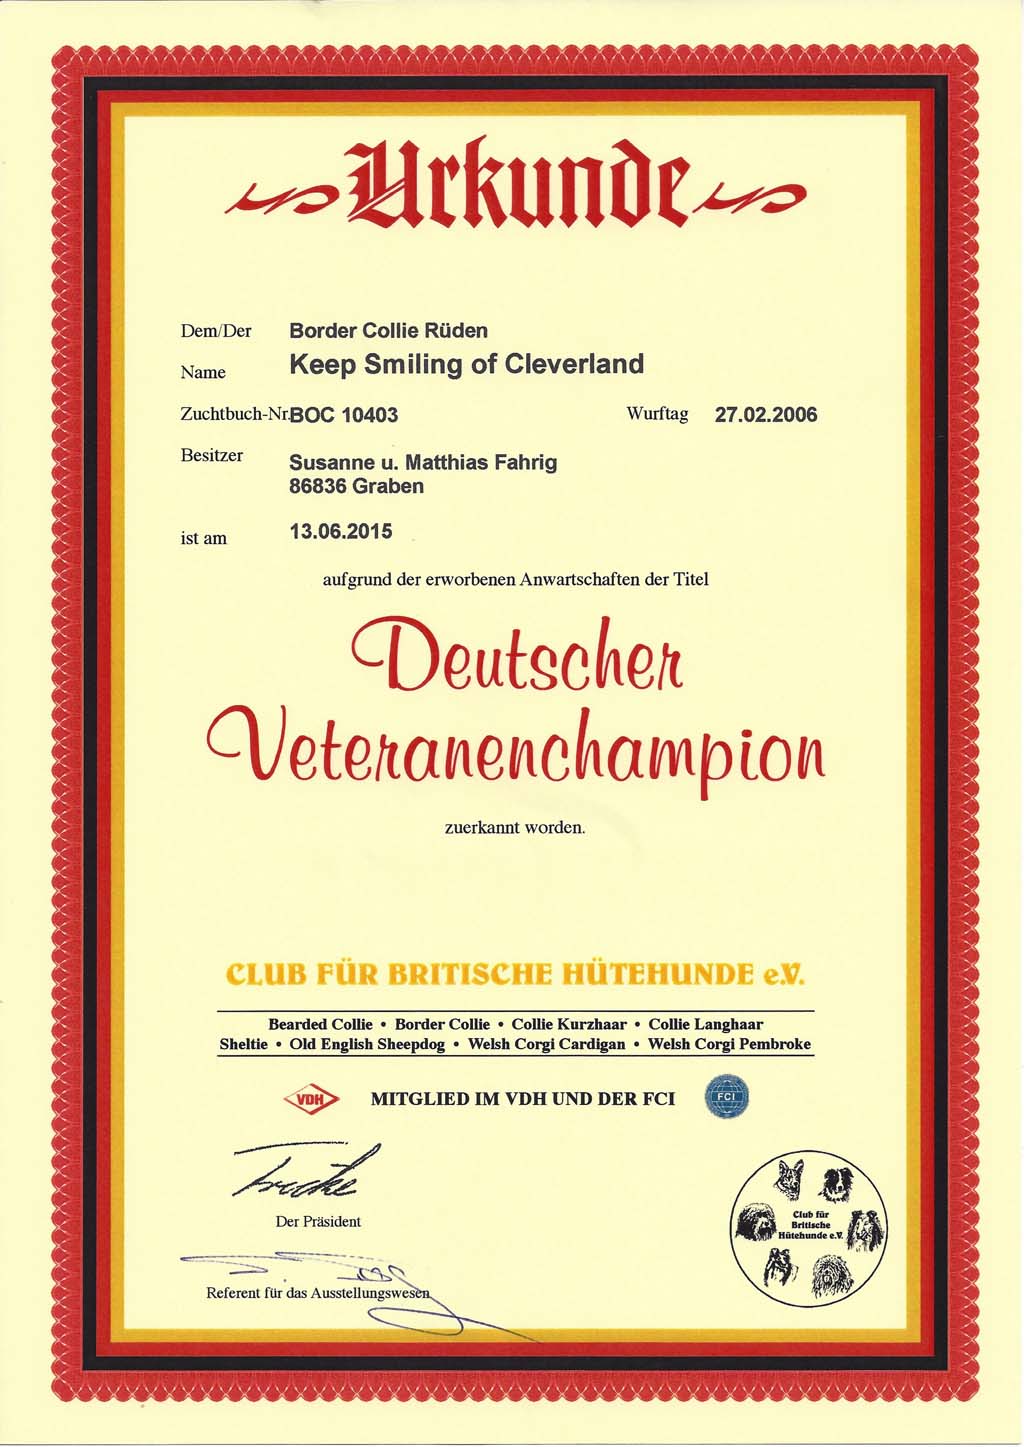 Urkunde
Dem/Der Border Collie Rüden
Name Keep Smiling of Cleverland
Zuchtbuch-Nr. BOC 10403 Wurftag 27.02.2006
Besitzer Susanne u. Matthias Fahrig
86836 Graben
ist am 13.06.2015
aufgrund der erworbenen Anwartschaften der Titel
Deutscher
Veteranenchampion
zuerkannt worden.
CLUB FÜR BRITISCHE HÜTEHUNDE e.V.
Bearded Collie • Border Collie • Collie Kurzhaar • Collie Langhaar
Sheltie • Old English Sheepdog • Welsh Corgi Cardigan • Welsh Corgi Pembroke
VDH MITGLIED IM VDH UND DER FCI FCI
Der Präsident
Referent für das Ausstellungswesen
Club für
Britische
Hütehunde e.V.